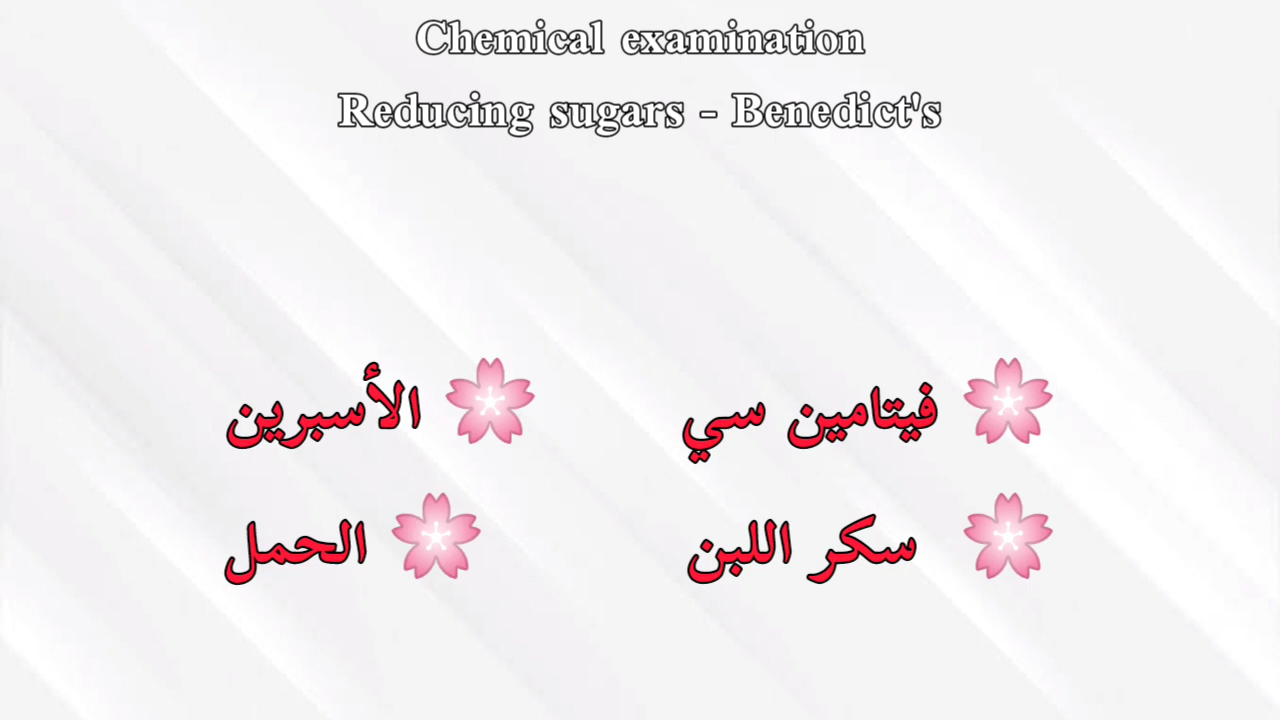 Chemical examination
Reducing sugars - Benedict's
فيتامين سي
الأسبرين
سكر اللبن
الحمل